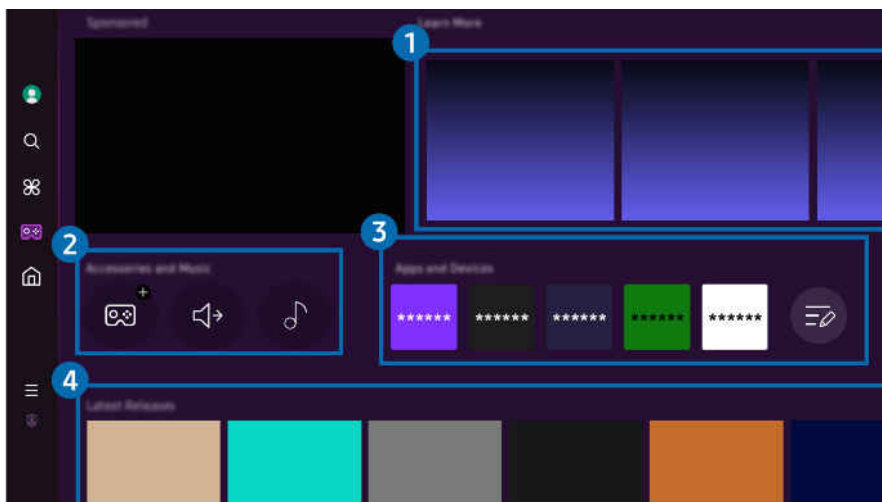 Sponsored
Learn More
1
2
3
Accessories and Music
Apps and Devices
****** ****** ****** ****** ******
4
Latest Releases